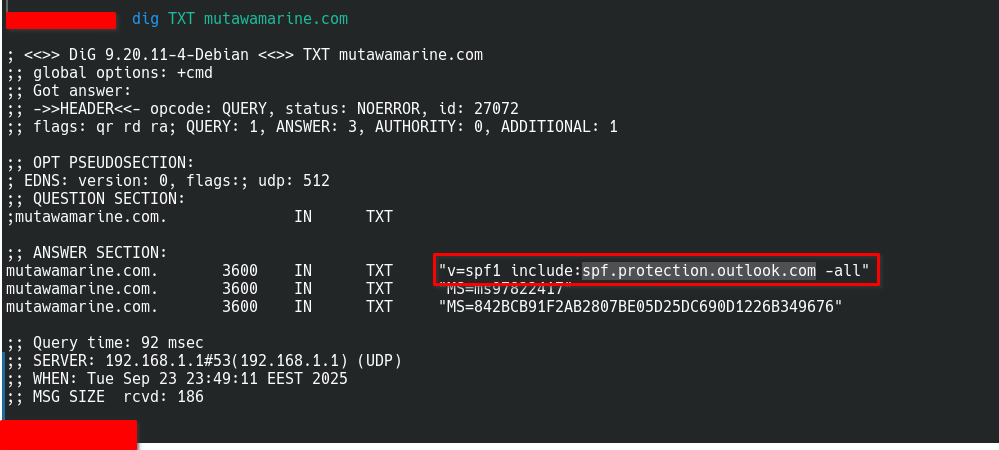 dig TXT mutawamarine.com
; <<>> DiG 9.20.11-4-Debian <<>> TXT mutawamarine.com
;; global options: +cmd
;; Got answer:
;; ->>HEADER<<- opcode: QUERY, status: NOERROR, id: 27072
;; flags: qr rd ra; QUERY: 1, ANSWER: 3, AUTHORITY: 0, ADDITIONAL: 1
;; OPT PSEUDOSECTION:
; EDNS: version: 0, flags:; udp: 512
;; QUESTION SECTION:
;mutawamarine.com. IN TXT
;; ANSWER SECTION:
mutawamarine.com. 3600 IN TXT "v=spf1 include:spf.protection.outlook.com -all"
mutawamarine.com. 3600 IN TXT "MS=ms97822417"
mutawamarine.com. 3600 IN TXT "MS=842BCB91F2AB2807BE05D25DC690D1226B349676"
;; Query time: 92 msec
;; SERVER: 192.168.1.1#53(192.168.1.1) (UDP)
;; WHEN: Tue Sep 23 23:49:11 EEST 2025
;; MSG SIZE rcvd: 186